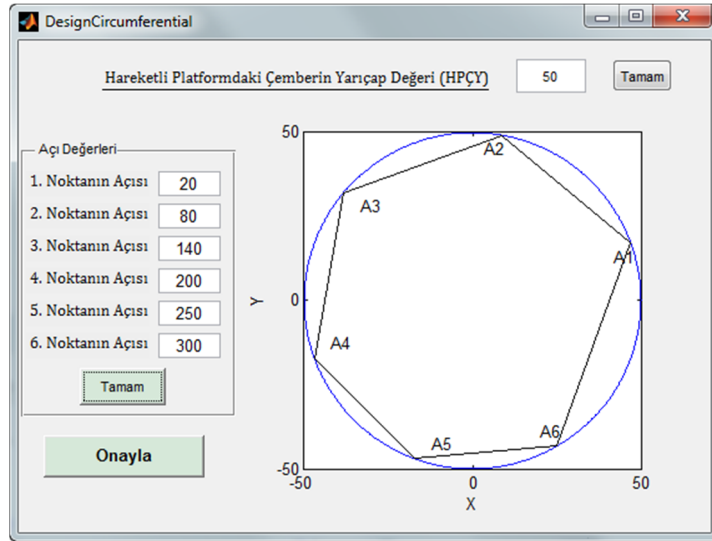 DesignCircumferential
Hareketli Platformdaki Çemberin Yarıçap Değeri (HPÇY)
50
Tamam
Açı Değerleri
1. Noktanın Açısı 20
2. Noktanın Açısı 80
3. Noktanın Açısı 140
4. Noktanın Açısı 200
5. Noktanın Açısı 250
6. Noktanın Açısı 300
Tamam
Onayla
50
A2
A3
A1
Y
0
A4
A5
A6
-50
-50
0
50
X